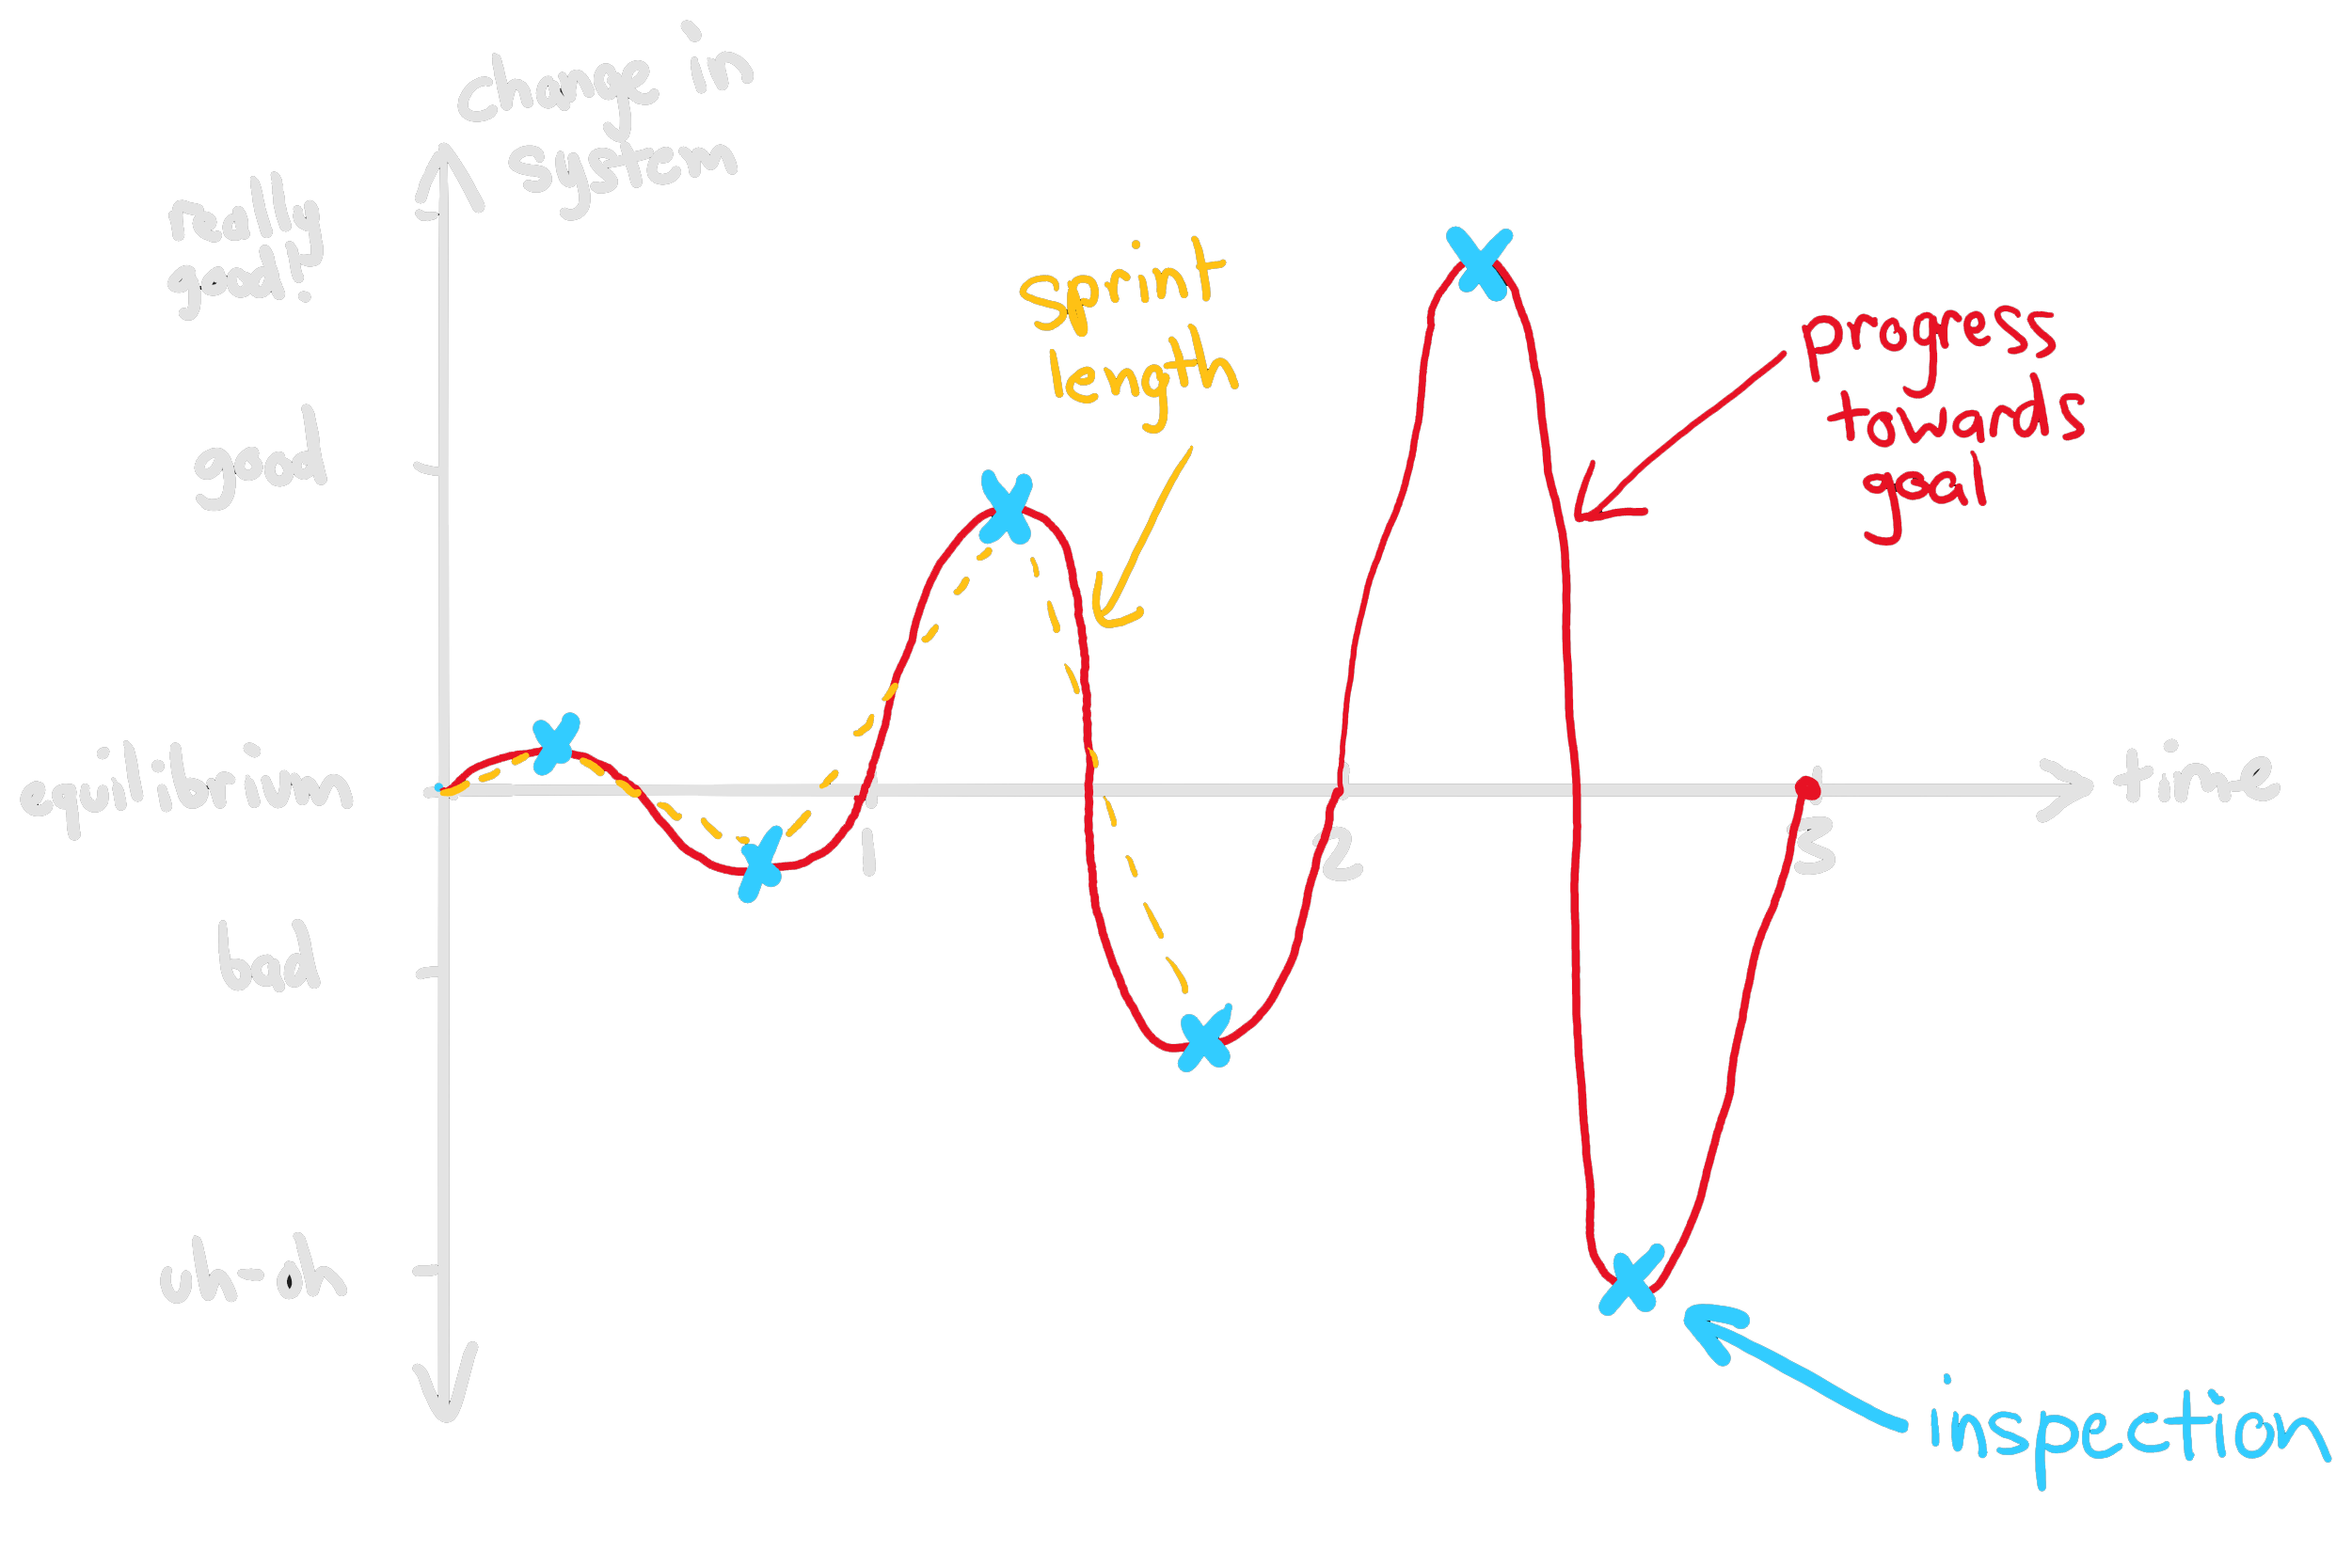 change in
system
really
good!
good
equilibrium
bad
uh-oh
sprint
length
progress
towards
goal
time
1
2
3
inspection